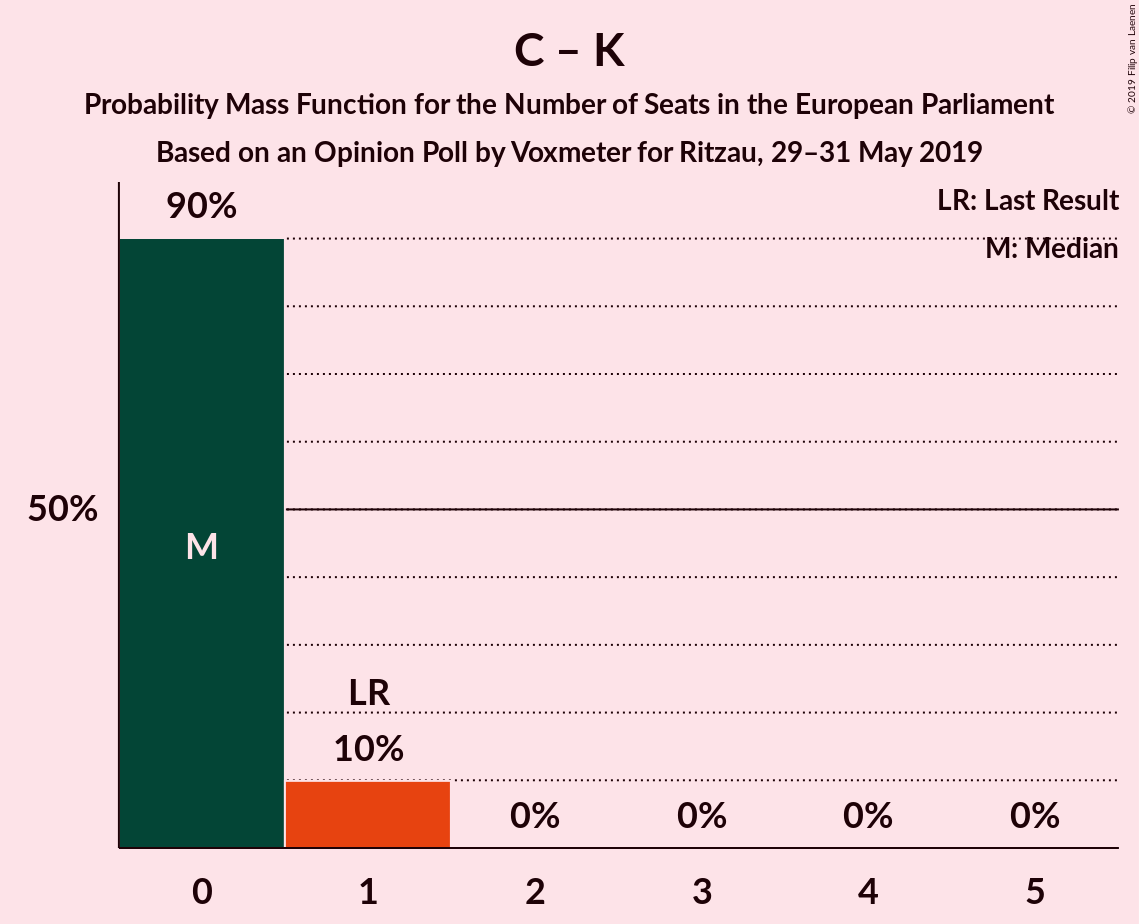 C – K
Probability Mass Function for the Number of Seats in the European Parliament
Based on an Opinion Poll by Voxmeter for Ritzau, 29–31 May 2019
© 2019 Filip van Laenen
LR: Last Result
M: Median
90%
50%
M
LR
10%
0%
0%
0%
0%
0
1
2
3
4
5